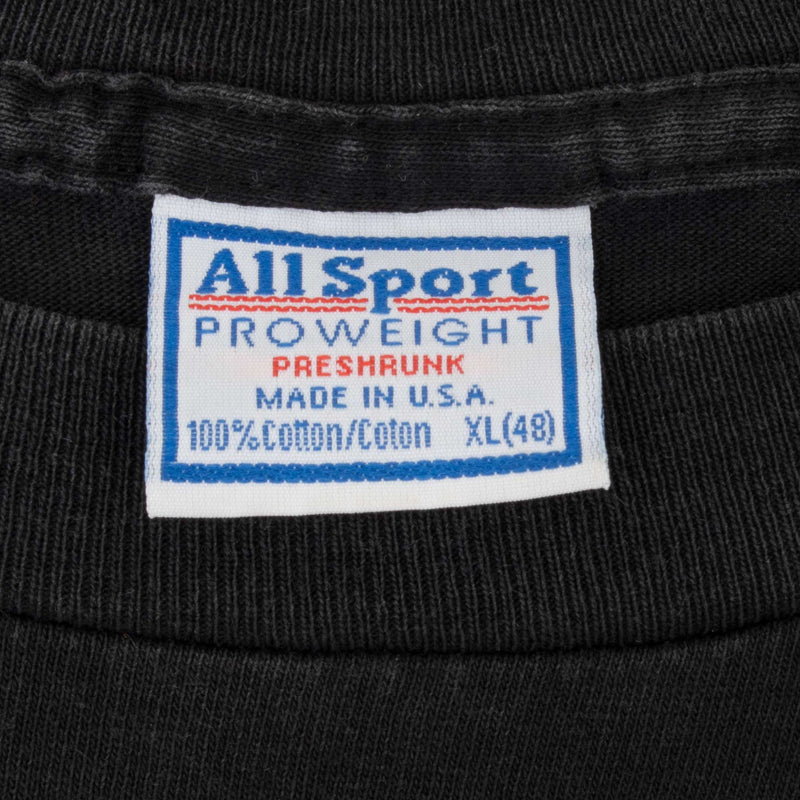 All Sport
PROWEIGHT
PRESHRUNK
MADE IN U.S.A.
100% Cotton/Coton XL(48)